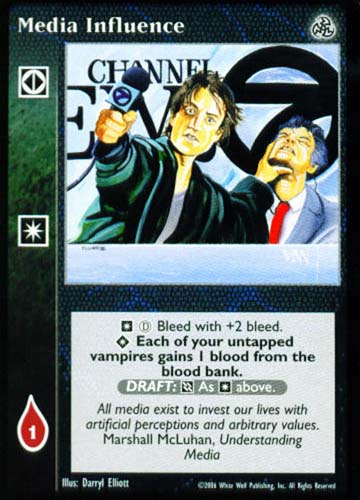 Media Influence
CHANNEL
Bleed with +2 bleed.
Each of your untapped
vampires gains 1 blood from the
blood bank.
DRAFT: As above.
All media exist to invest our lives with
artificial perceptions and arbitrary values.
Marshall McLuhan, Understanding
Media
1
Illus: Darryl Elliott
©2006 White Wolf Publishing, Inc. All Rights Reserved.